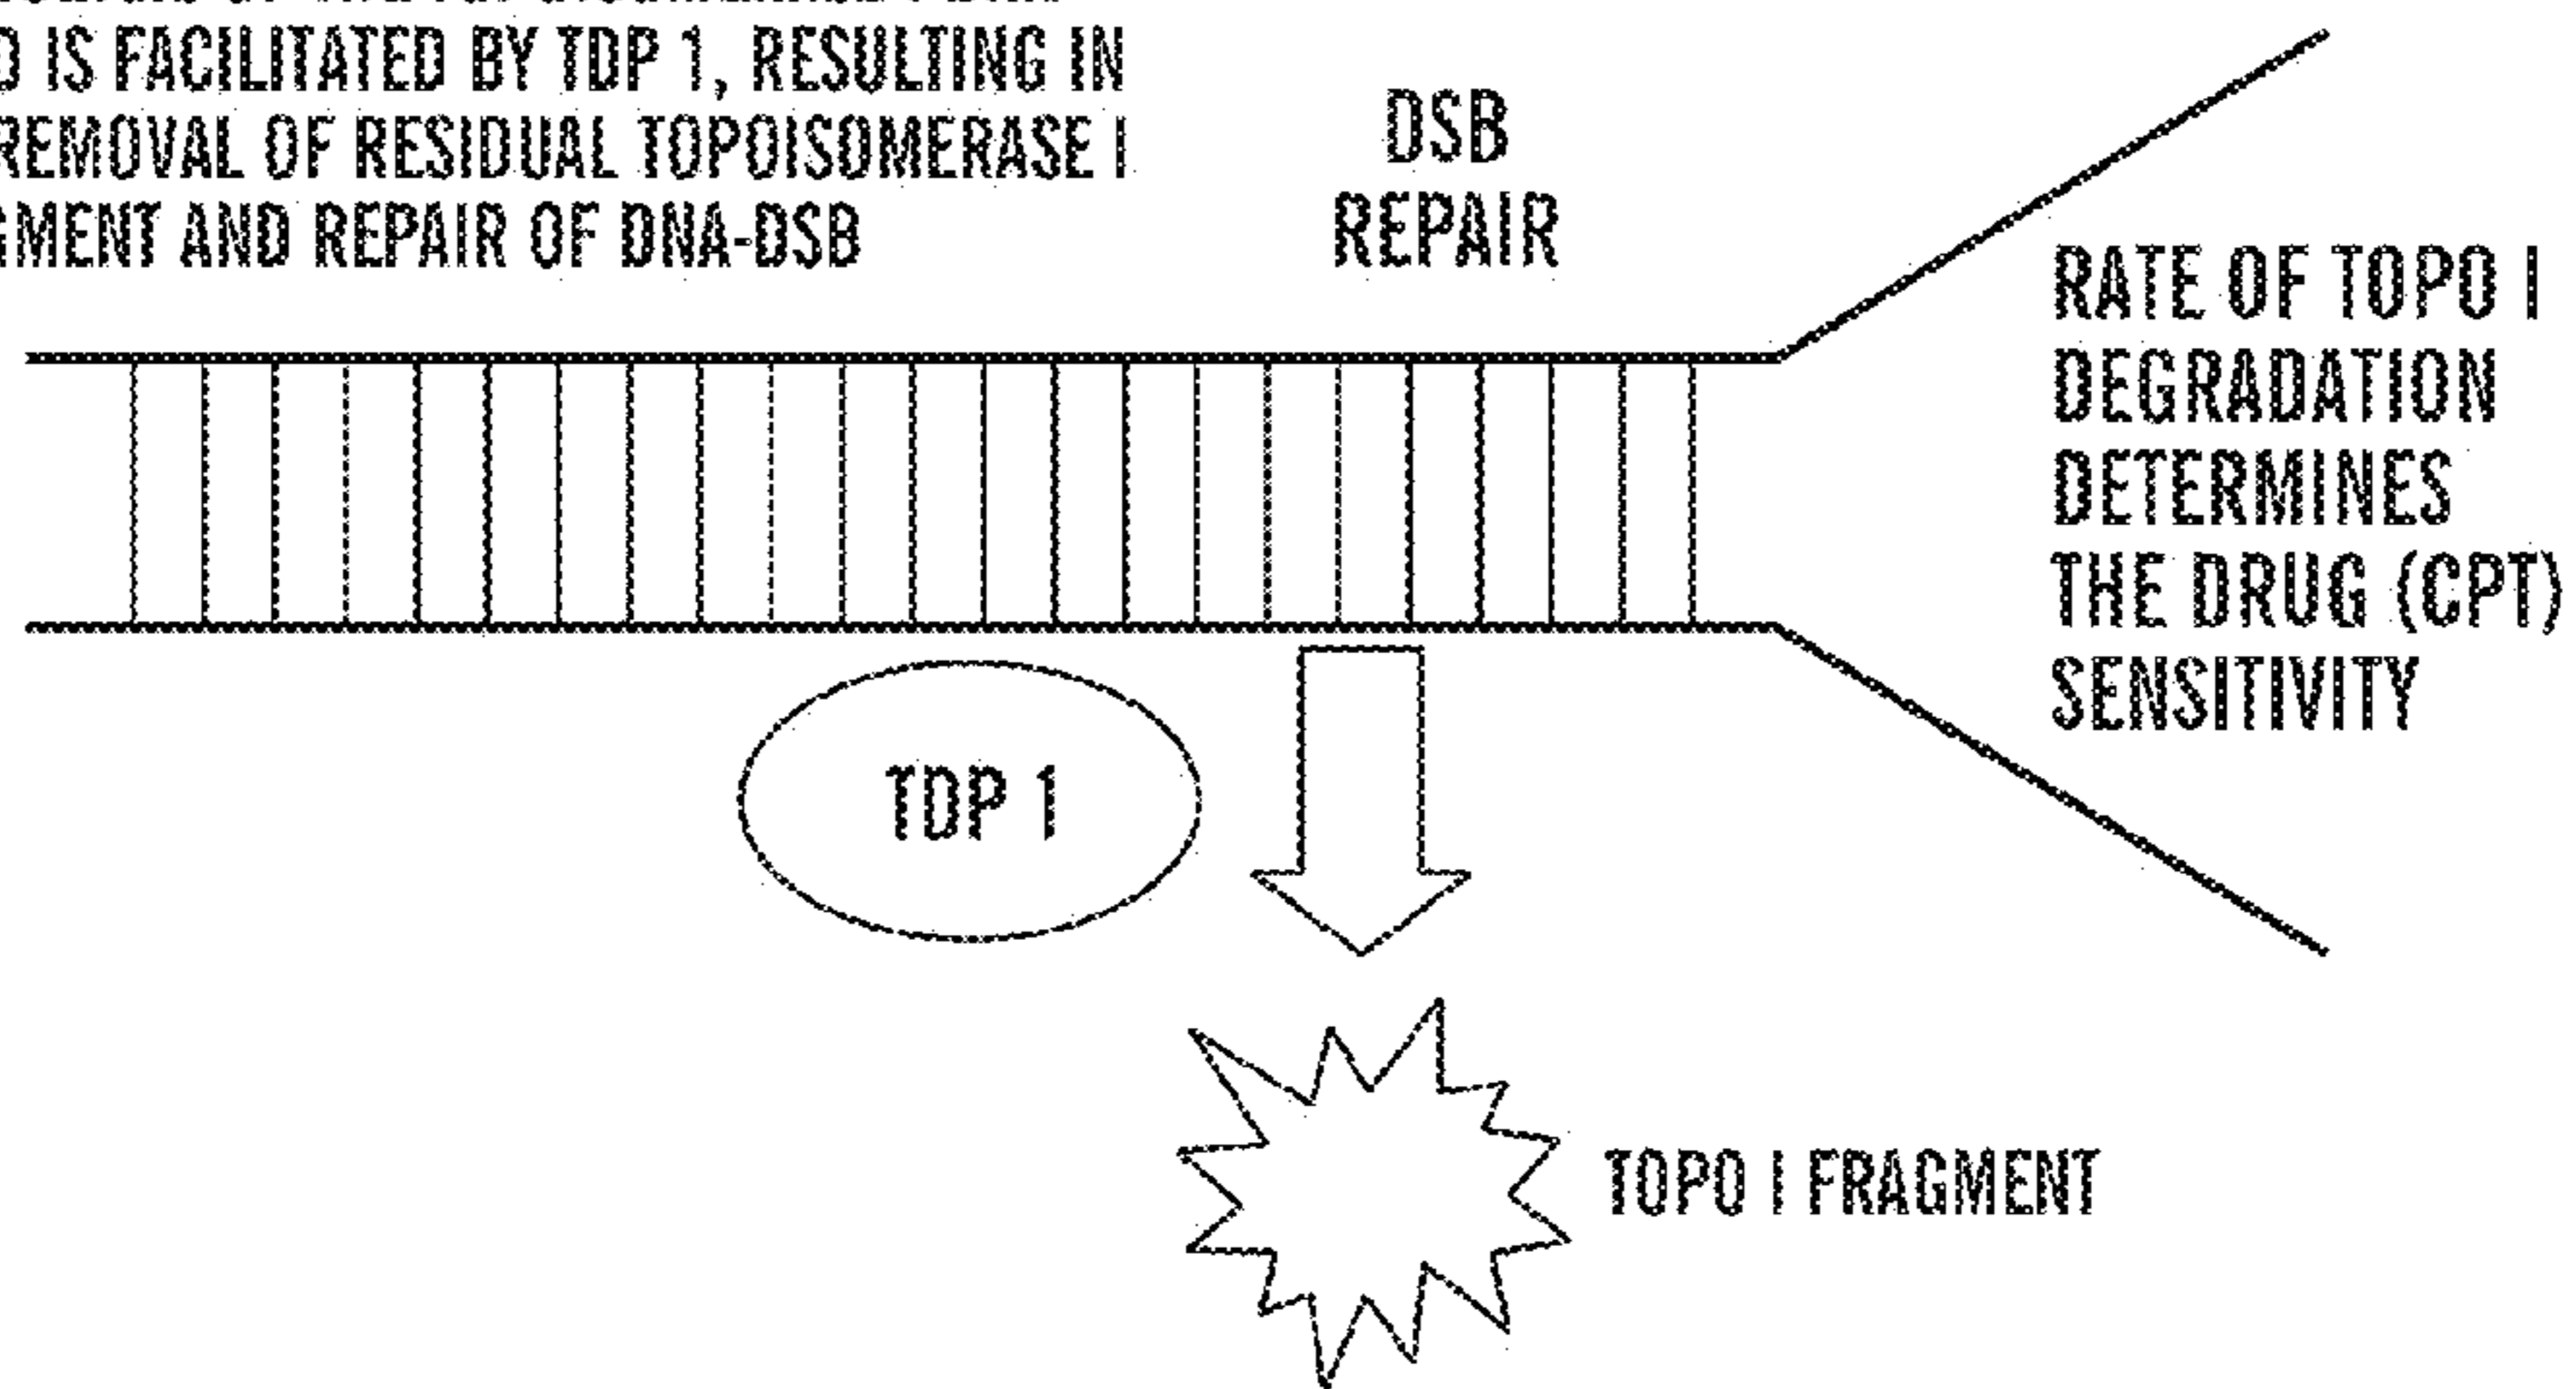 D IS FACILITATED BY TDP 1, RESULTING IN
REMOVAL OF RESIDUAL TOPOISOMERASE I
GMENT AND REPAIR OF DNA-DSB
DSB
REPAIR
RATE OF TOPO I
DEGRADATION
DETERMINES
THE DRUG (CPT)
SENSITIVITY
TDP 1
TOPO I FRAGMENT